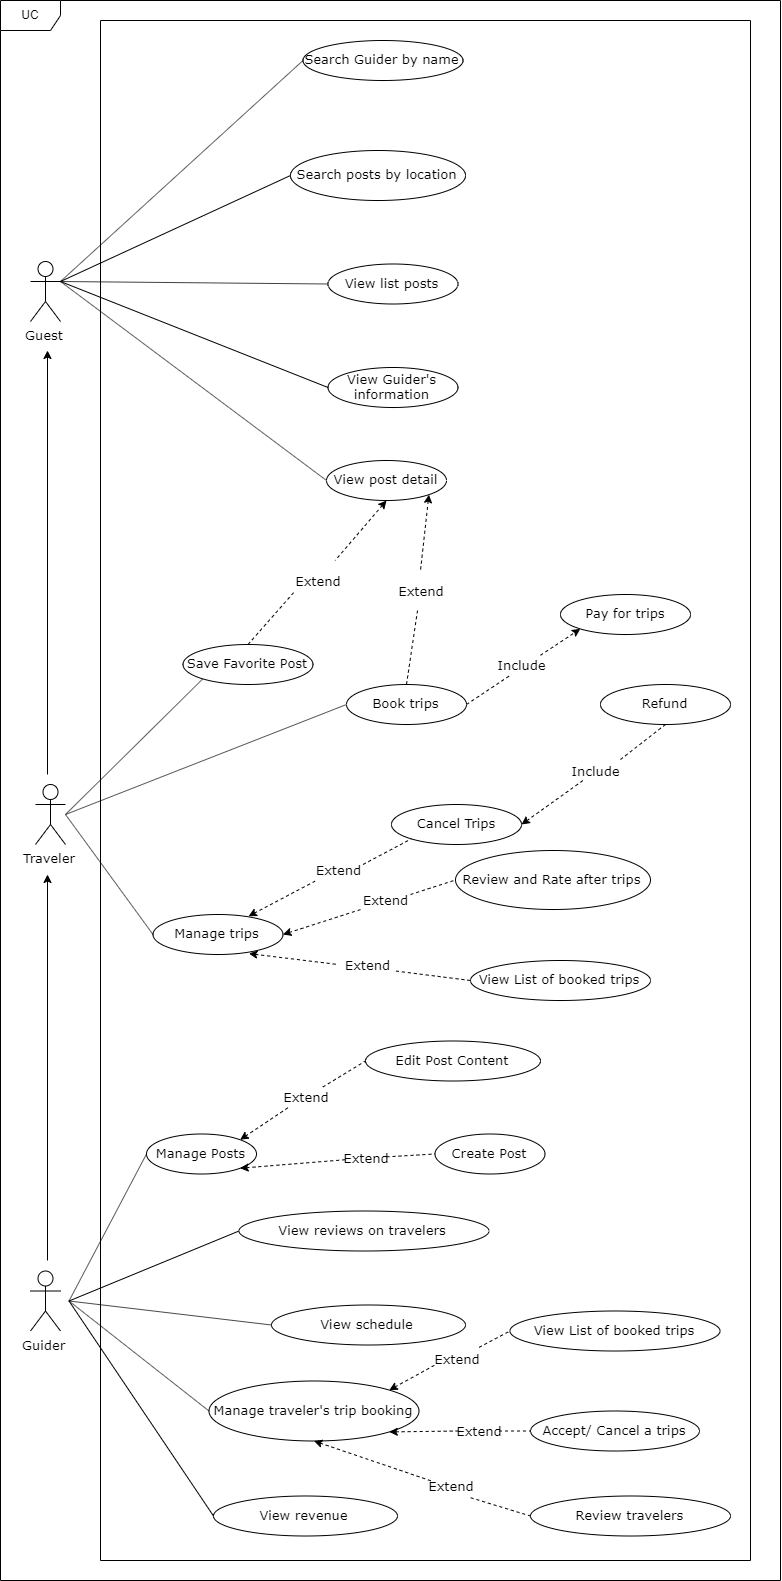 UC
Search Guider by name
Search posts by location
Guest
View list posts
View Guider's
information
View post detail
Extend
Extend
Pay for trips
Save Favorite Post
Include
Book trips
Refund
Include
Traveler
Cancel Trips
Extend
Review and Rate after trips
Extend
Manage trips
Extend
View List of booked trips
Edit Post Content
Extend
Manage Posts
Extend
Create Post
View reviews on travelers
Guider
View schedule
View List of booked trips
Extend
Manage traveler's trip booking
Extend
Accept/ Cancel a trips
Extend
View revenue
Review travelers